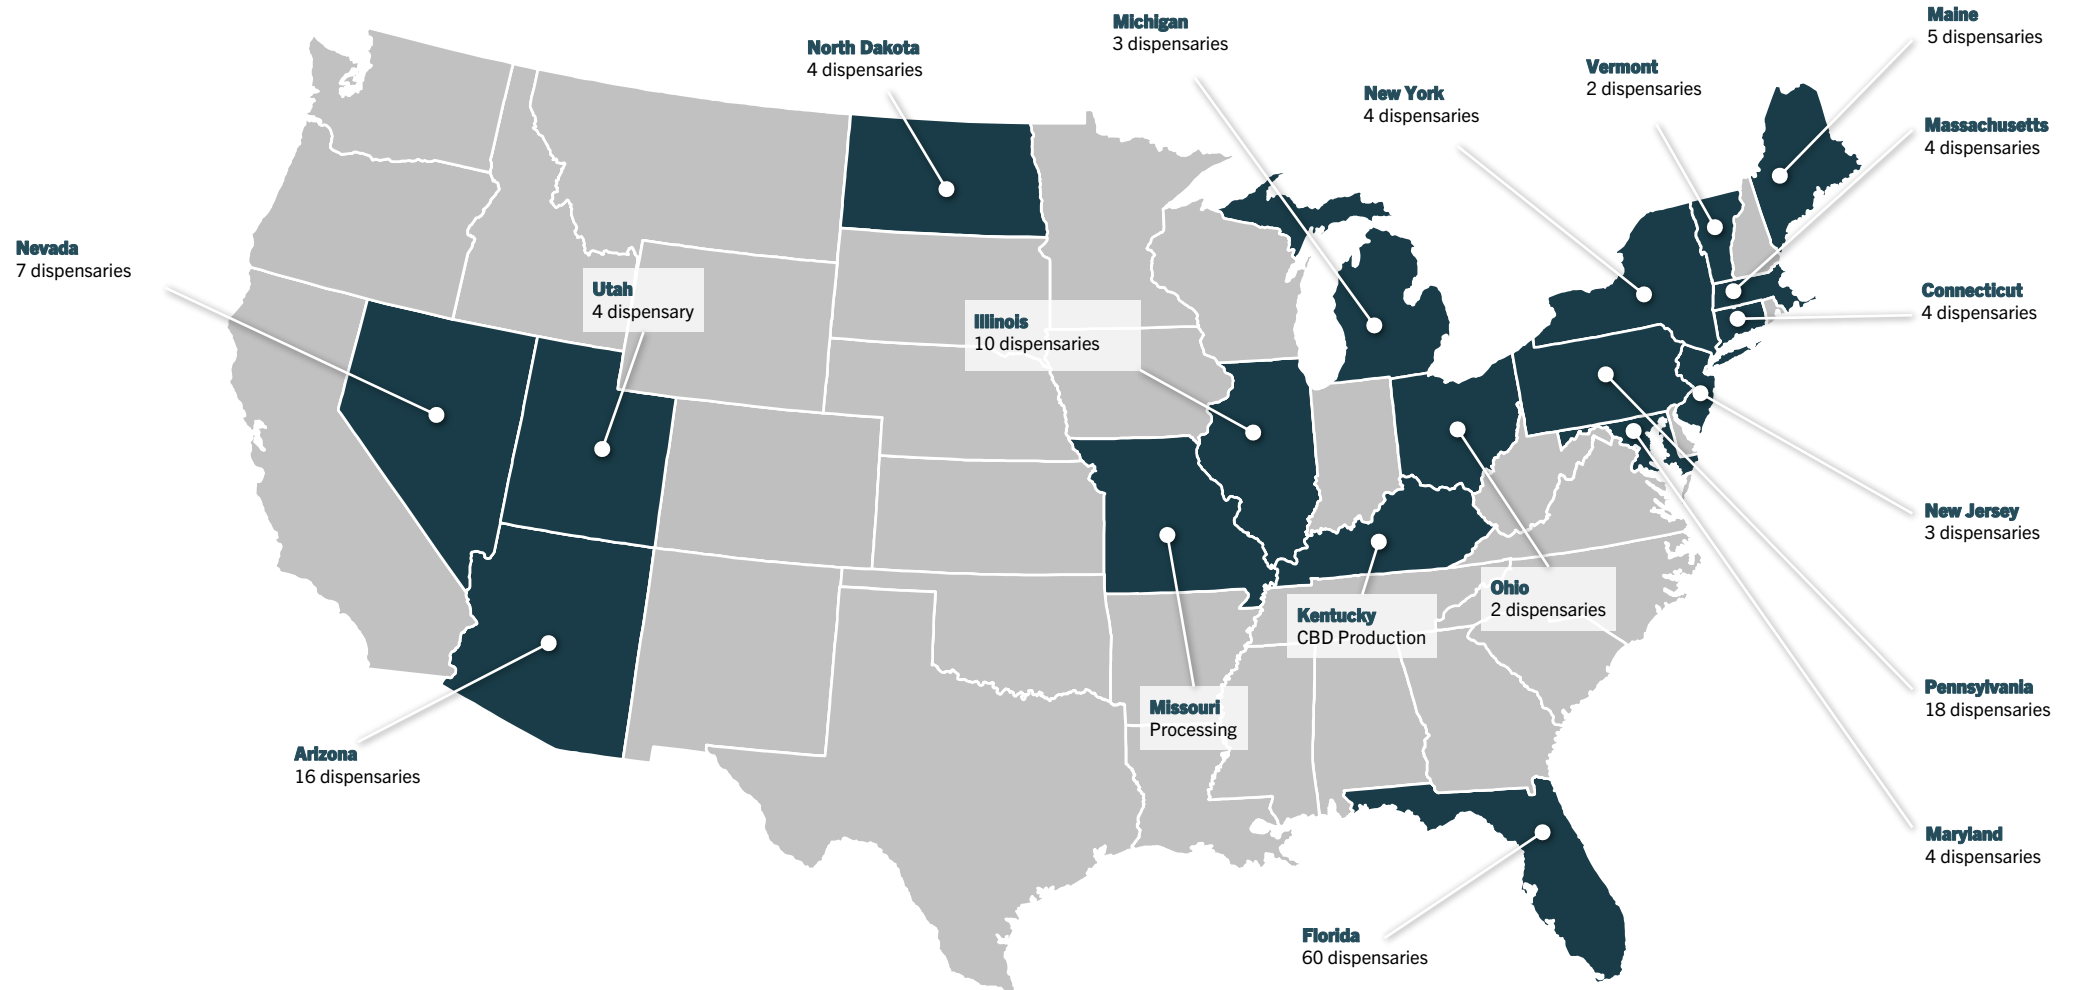 Michigan
3 dispensaries
Maine
5 dispensaries
North Dakota
4 dispensaries
Vermont
2 dispensaries
New York
4 dispensaries
Massachusetts
4 dispensaries
Nevada
7 dispensaries
Utah
4 dispensary
Illinois
10 dispensaries
Connecticut
4 dispensaries
New Jersey
3 dispensaries
Ohio
2 dispensaries
Kentucky
CBD Production
Missouri
Processing
Pennsylvania
18 dispensaries
Arizona
16 dispensaries
Maryland
4 dispensaries
Florida
60 dispensaries